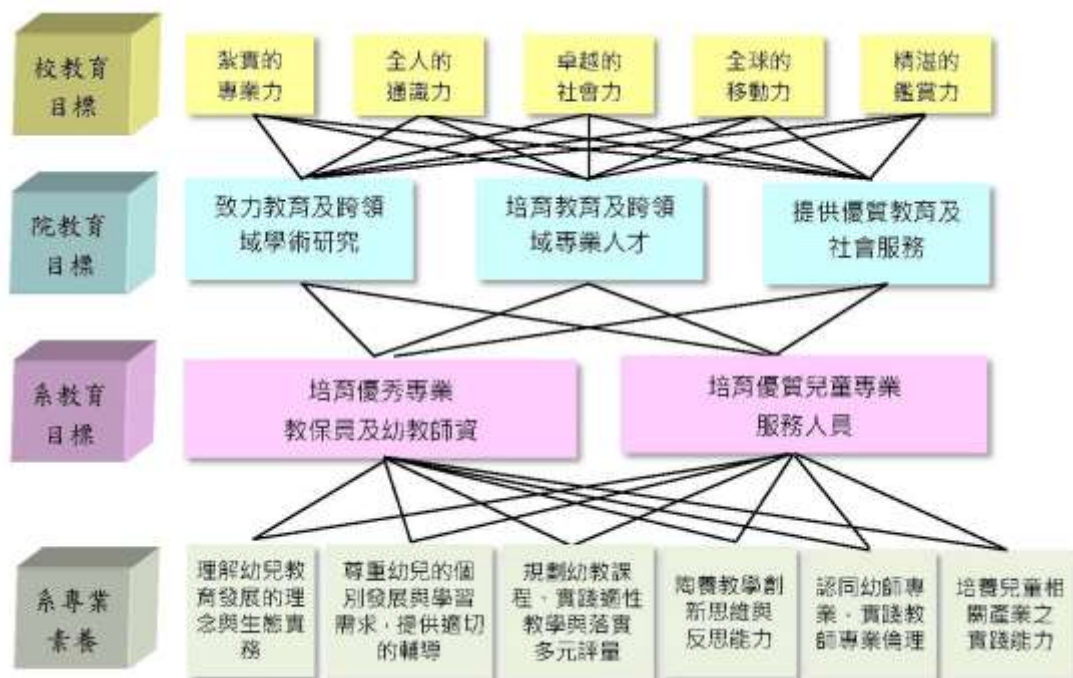 校教育
目標
紮實的
專業力
全人的
通識力
卓越的
社會力
全球的
移動力
精湛的
鑑賞力
院教育
目標
致力教育及跨領
域學術研究
培育教育及跨領
域專業人才
提供優質教育及
社會服務
系教育
目標
培育優秀專業
教保員及幼教師資
培育優質兒童專業
服務人員
系專業
素養
理解幼兒教
育發展的理
念與生態實
務
尊重幼兒的個
別發展與學習
需求，提供適切
的輔導
規劃幼教課
程、實踐適性
教學與落實
多元評量
陶養教學創
新思維與
反思能力
認同幼師專
業、實踐教
師專業倫理
培養兒童相
關產業之
實踐能力